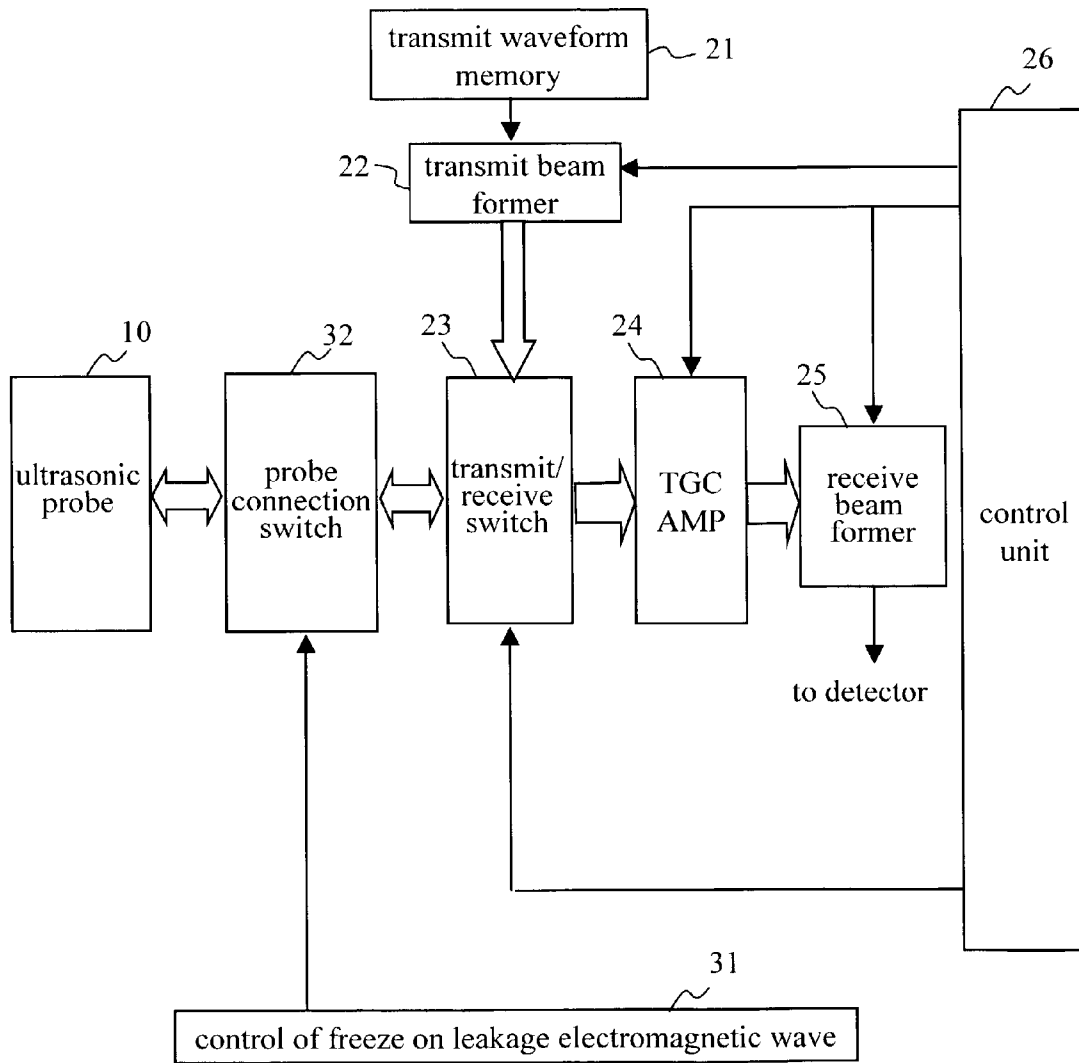 transmit waveform
memory
21
26
22
transmit beam
former
10
32
23
24
25
ultrasonic
probe
probe
connection
switch
transmit/
receive
switch
TGC
AMP
receive
beam
former
control
unit
to detector
31
control of freeze on leakage electromagnetic wave